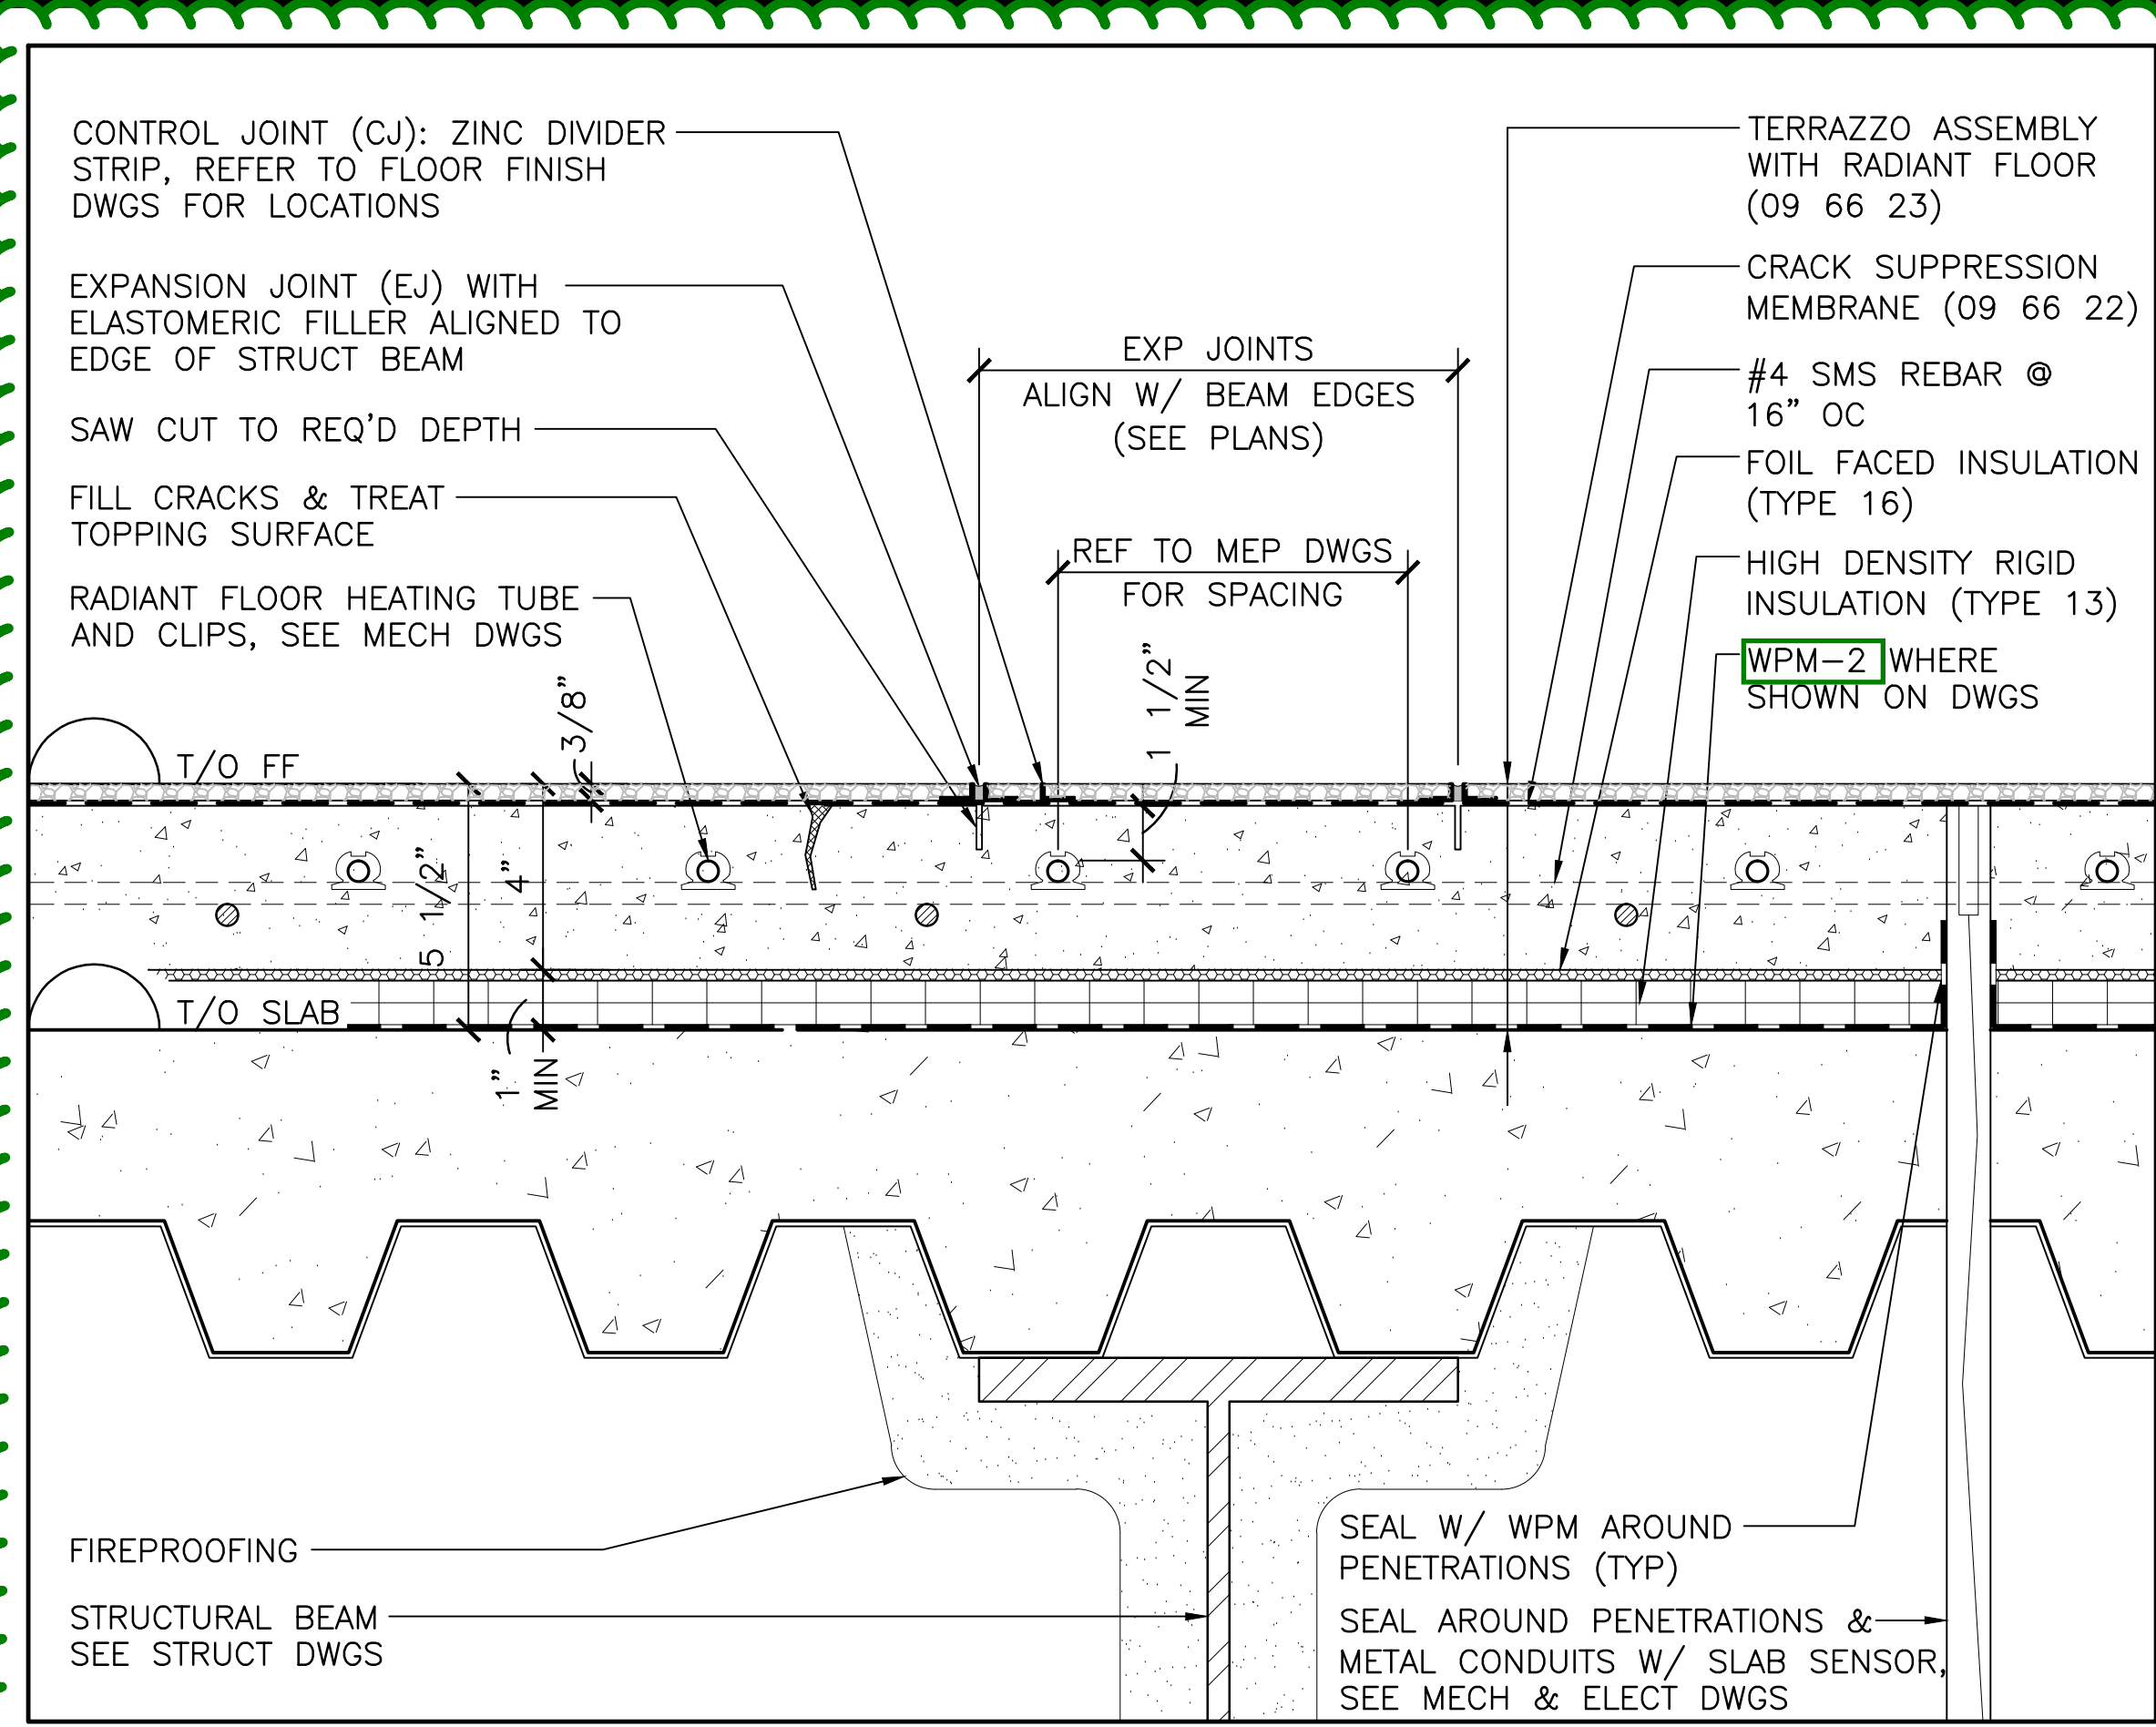 CONTROL JOINT (CJ): ZINC DIVIDER
STRIP, REFER TO FLOOR FINISH
DWGS FOR LOCATIONS
EXPANSION JOINT (EJ) WITH
ELASTOMERIC FILLER ALIGNED TO
EDGE OF STRUCT BEAM
SAW CUT TO REQ'D DEPTH
FILL CRACKS & TREAT
TOPPING SURFACE
RADIANT FLOOR HEATING TUBE
AND CLIPS, SEE MECH DWGS
EXP JOINTS
ALIGN W/ BEAM EDGES
(SEE PLANS)
REF TO MEP DWGS
FOR SPACING
1 1/2"
MIN
TERRAZZO ASSEMBLY
WITH RADIANT FLOOR
(09 66 23)
CRACK SUPPRESSION
MEMBRANE (09 66 22)
#4 SMS REBAR @
16" OC
FOIL FACED INSULATION
(TYPE 16)
HIGH DENSITY RIGID
INSULATION (TYPE 13)
WPM-2 WHERE
SHOWN ON DWGS
T/O FF
3/8"
5 1/2"
4"
T/O SLAB
1"
MIN
FIREPROOFING
STRUCTURAL BEAM
SEE STRUCT DWGS
SEAL W/ WPM AROUND
PENETRATIONS (TYP)
SEAL AROUND PENETRATIONS &
METAL CONDUITS W/ SLAB SENSOR,
SEE MECH & ELECT DWGS